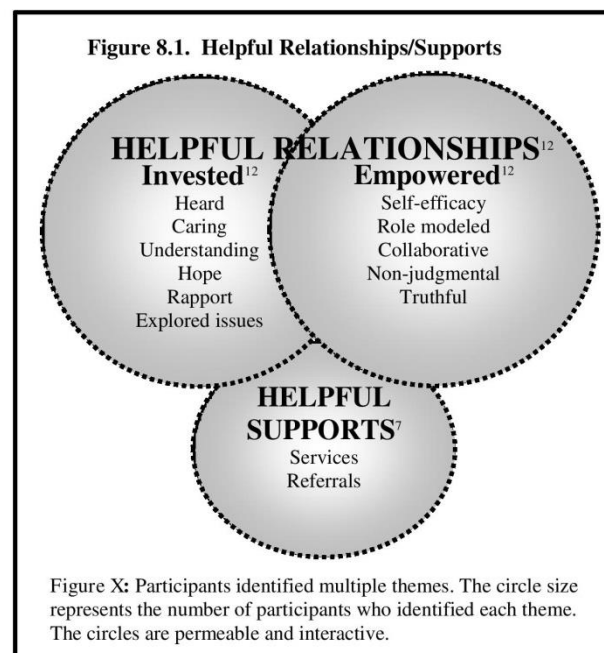 Figure 8.1. Helpful Relationships/Supports
HELPFUL RELATIONSHIPS12
Invested12
Heard
Caring
Understanding
Hope
Rapport
Explored issues
Empowered12
Self-efficacy
Role modeled
Collaborative
Non-judgmental
Truthful
HELPFUL
SUPPORTS7
Services
Referrals
Figure X: Participants identified multiple themes. The circle size
represents the number of participants who identified each theme.
The circles are permeable and interactive.